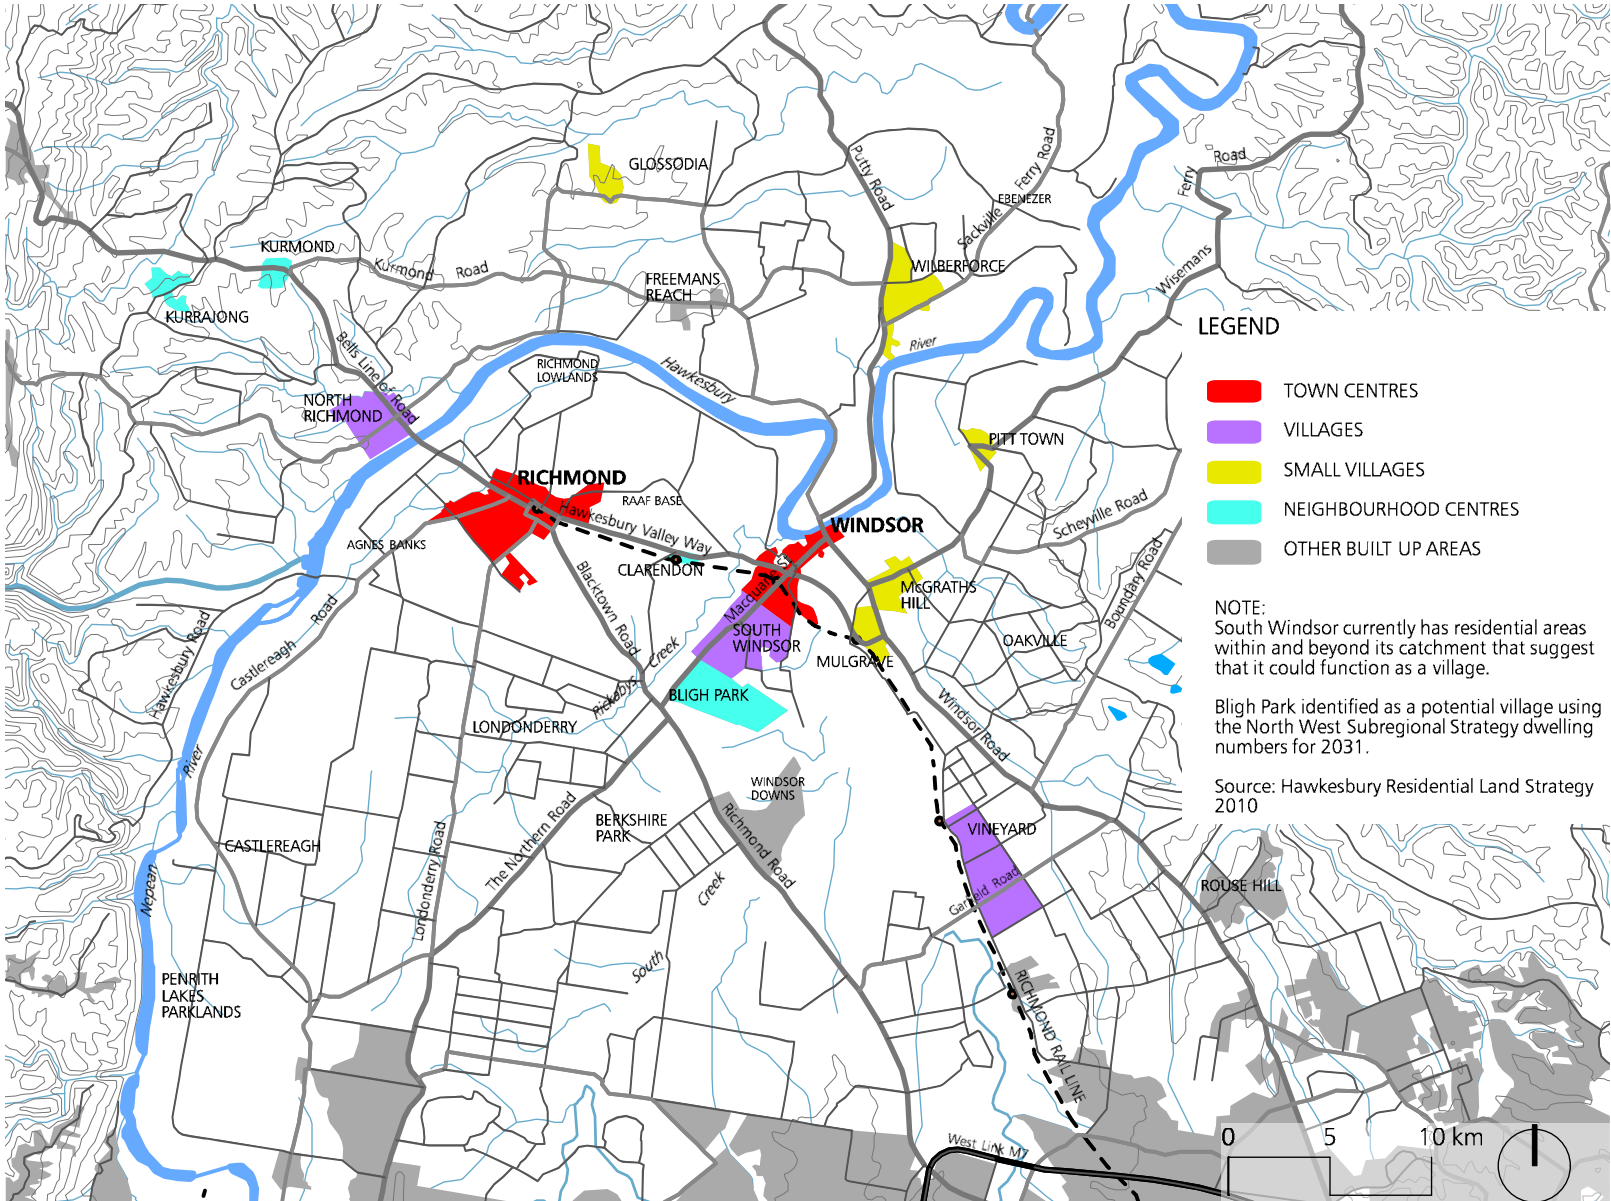 GLOSSODIA
Putty Road
Sackville
Ferry Road
EBENEZER
Ferry
Road
Wisemans
KURMOND
Kurmond
Road
FREEMANS
REACH
WILBERFORCE
KURRAJONG
Bells Line of Road
RICHMOND
LOWLANDS
Hawkesbury
River
NORTH
RICHMOND
PITT TOWN
RICHMOND
RAAF BASE
Hawkesbury Valley Way
WINDSOR
Scheyville Road
AGNES BANKS
CLARENDON
Macquarie St
McGRATHS
HILL
Boundary Road
Blacktown Road
SOUTH
WINDSOR
OAKVILLE
MULGRAVE
Hawkesbury Road
Castlereagh
Road
Rickabys
Creek
BLIGH PARK
LONDONDERRY
Windsor Road
River
WINDSOR
DOWNS
BERKSHIRE
PARK
Richmond Road
VINEYARD
CASTLEREAGH
Londonderry Road
The Northern Road
Garfield Road
ROUSE HILL
Nepean
South
Creek
PENRITH
LAKES
PARKLANDS
RICHMOND RAIL LINE
West Link M7
LEGEND
TOWN CENTRES
VILLAGES
SMALL VILLAGES
NEIGHBOURHOOD CENTRES
OTHER BUILT UP AREAS
NOTE:
South Windsor currently has residential areas
within and beyond its catchment that suggest
that it could function as a village.
Bligh Park identified as a potential village using
the North West Subregional Strategy dwelling
numbers for 2031.
Source: Hawkesbury Residential Land Strategy
2010
0 5 10 km